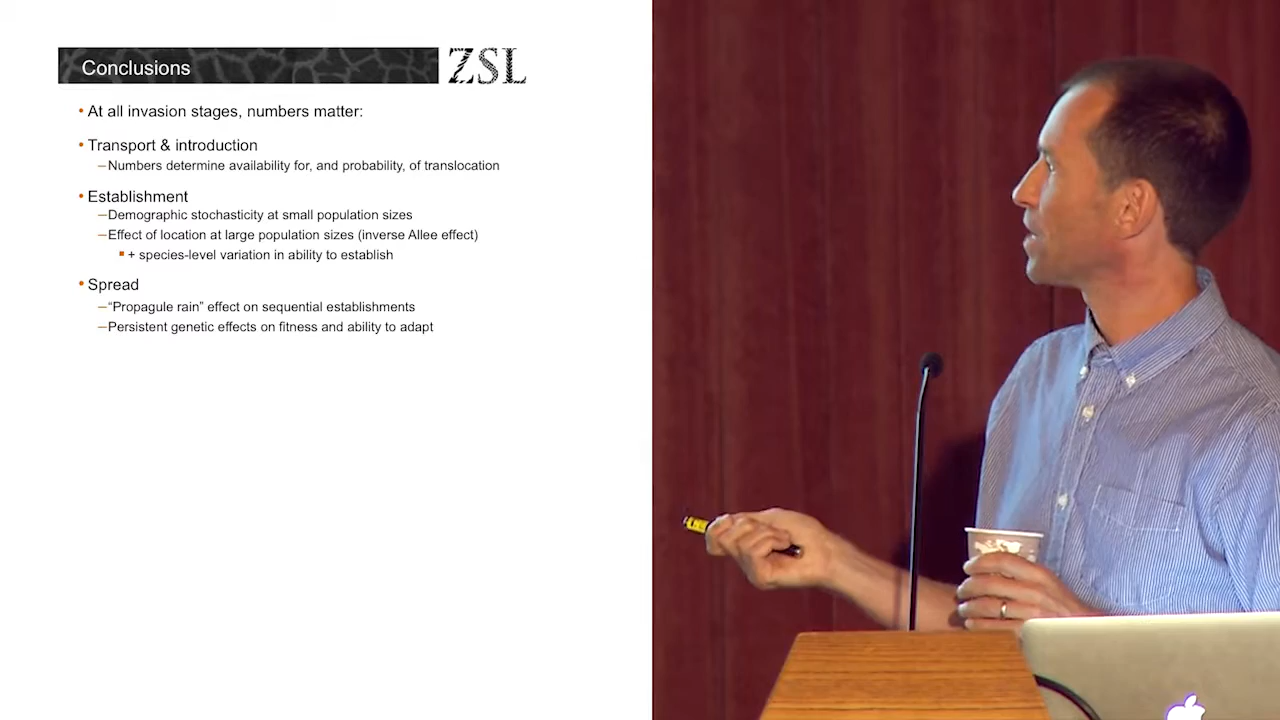 Conclusions
ZSL
• At all invasion stages, numbers matter:
• Transport & introduction
–Numbers determine availability for, and probability, of translocation
• Establishment
–Demographic stochasticity at small population sizes
–Effect of location at large population sizes (inverse Allee effect)
▪ + species-level variation in ability to establish
• Spread
–“Propagule rain” effect on sequential establishments
–Persistent genetic effects on fitness and ability to adapt